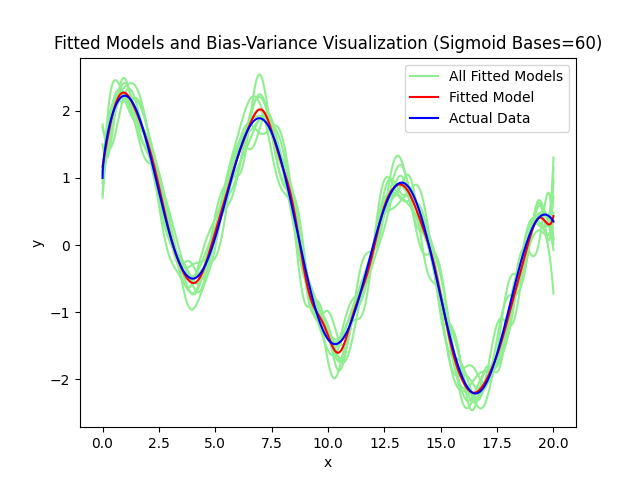 Fitted Models and Bias-Variance Visualization (Sigmoid Bases=60)
All Fitted Models
Fitted Model
Actual Data
y
2
1
0
−1
−2
0.0 2.5 5.0 7.5 10.0 12.5 15.0 17.5 20.0
x